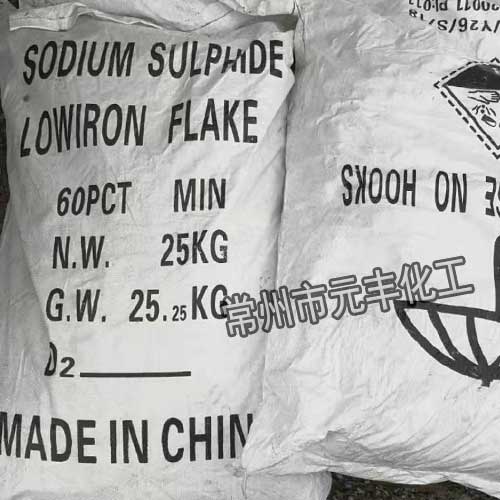 SODIUM SULPHIDE
LOWIRON FLAKE
60PCT MIN
N.W. 25KG
G.W. 25.25KG
02
MADE IN CHIN
NO HOOKS
常州市元丰化工